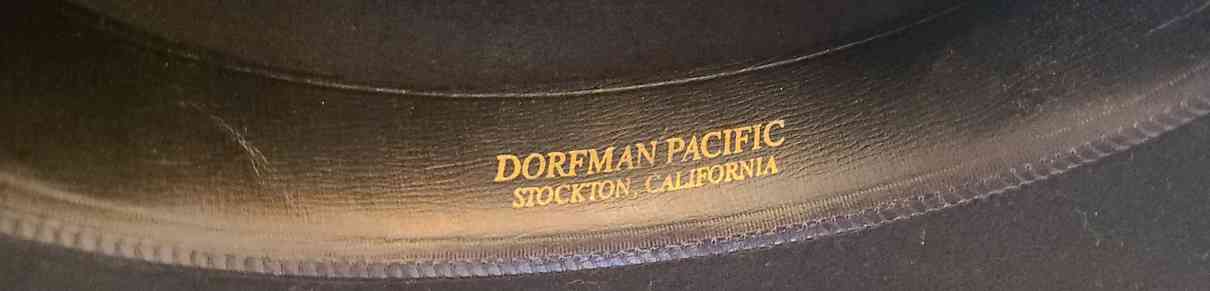 DORFMAN PACIFIC
STOCKTON, CALIFORNIA